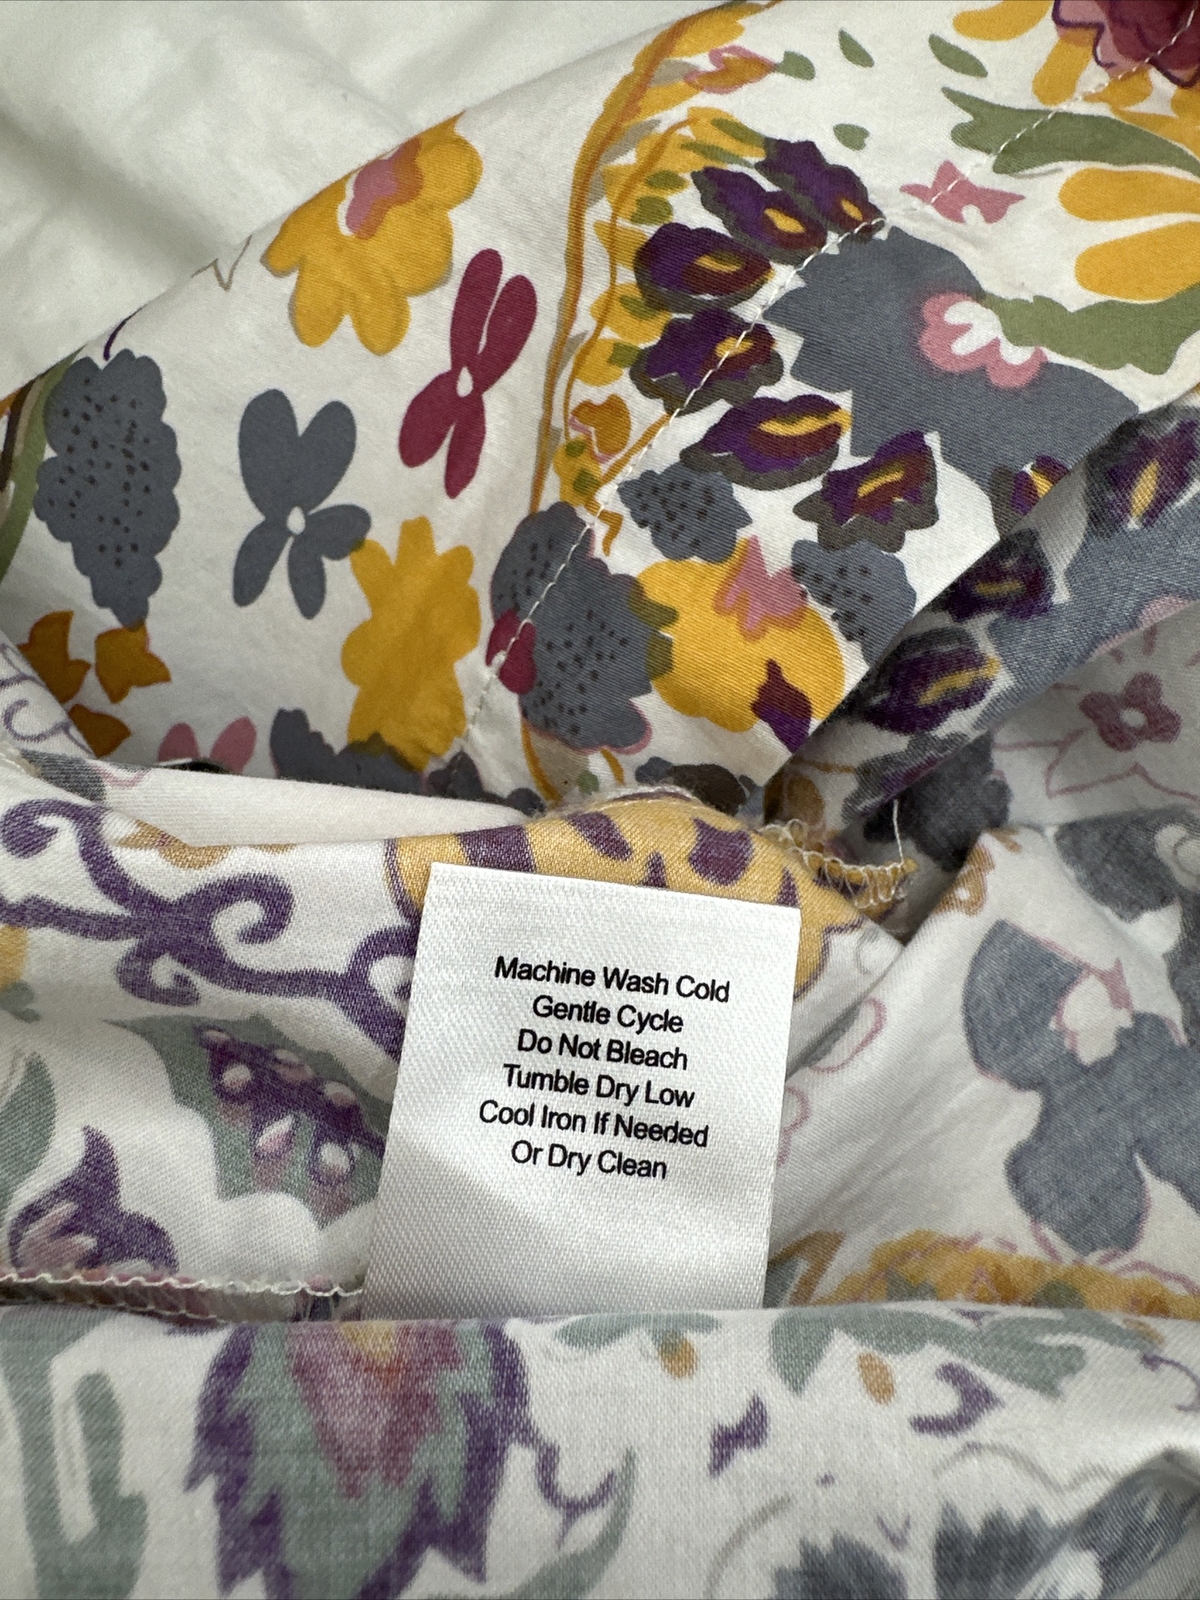 Machine Wash Cold
Gentle Cycle
Do Not Bleach
Tumble Dry Low
Cool Iron If Needed
Or Dry Clean